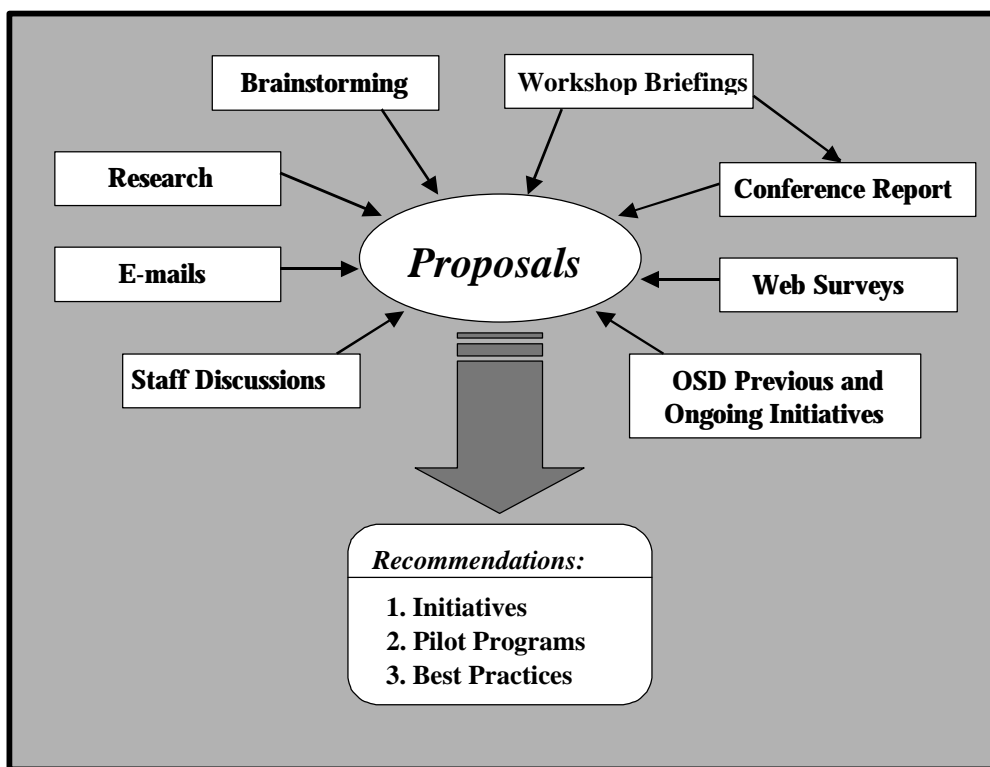 Brainstorming
Workshop Briefings
Research
Conference Report
E-mails
Proposals
Web Surveys
Staff Discussions
OSD Previous and
Ongoing Initiatives
Recommendations:
1. Initiatives
2. Pilot Programs
3. Best Practices